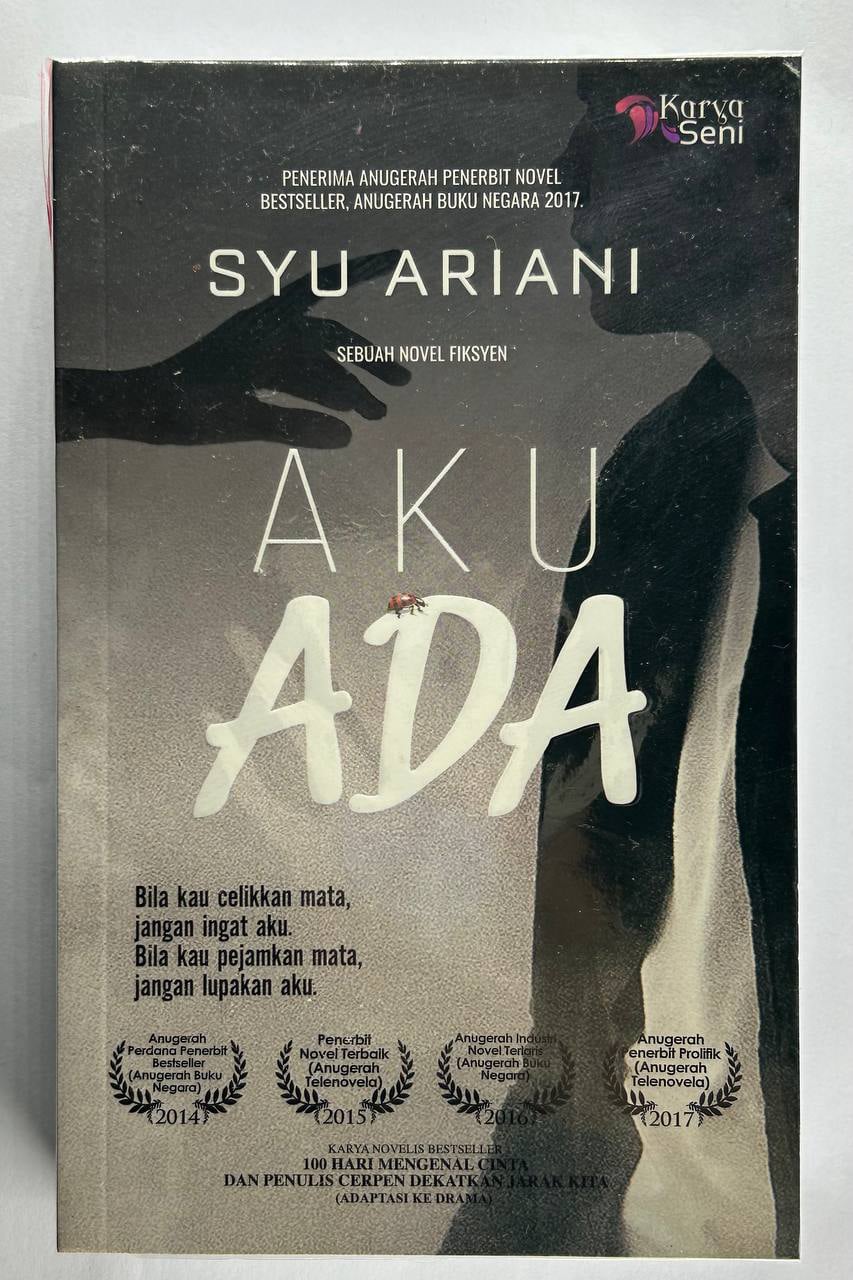 Karya
Seni
PENERIMA ANUGERAH PENERBIT NOVEL
BESTSELLER, ANUGERAH BUKU NEGARA 2017.
SYU ARIANI
SEBUAH NOVEL FIKSYEN
AKU
ADA
Bila kau celikkan mata,
jangan ingat aku.
Bila kau pejamkan mata,
jangan lupakan aku.
Anugerah
Perdana Penerbit
Bestseller
(Anugerah Buku
Negara)
2014
Penerbit
Novel Terbaik
(Anugerah
Telenovela)
2015
Anugerah Industri
Novel Terlaris
(Anugerah Buku
Negara)
2016
Anugerah
Penerbit Prolifik
(Anugerah
Telenovela)
2017
KARYA NOVELIS BESTSELLER
100 HARI MENGENAL CINTA
DAN PENULIS CERPEN DEKATKAN JARAK KITA
(ADAPTASI KE DRAMA)